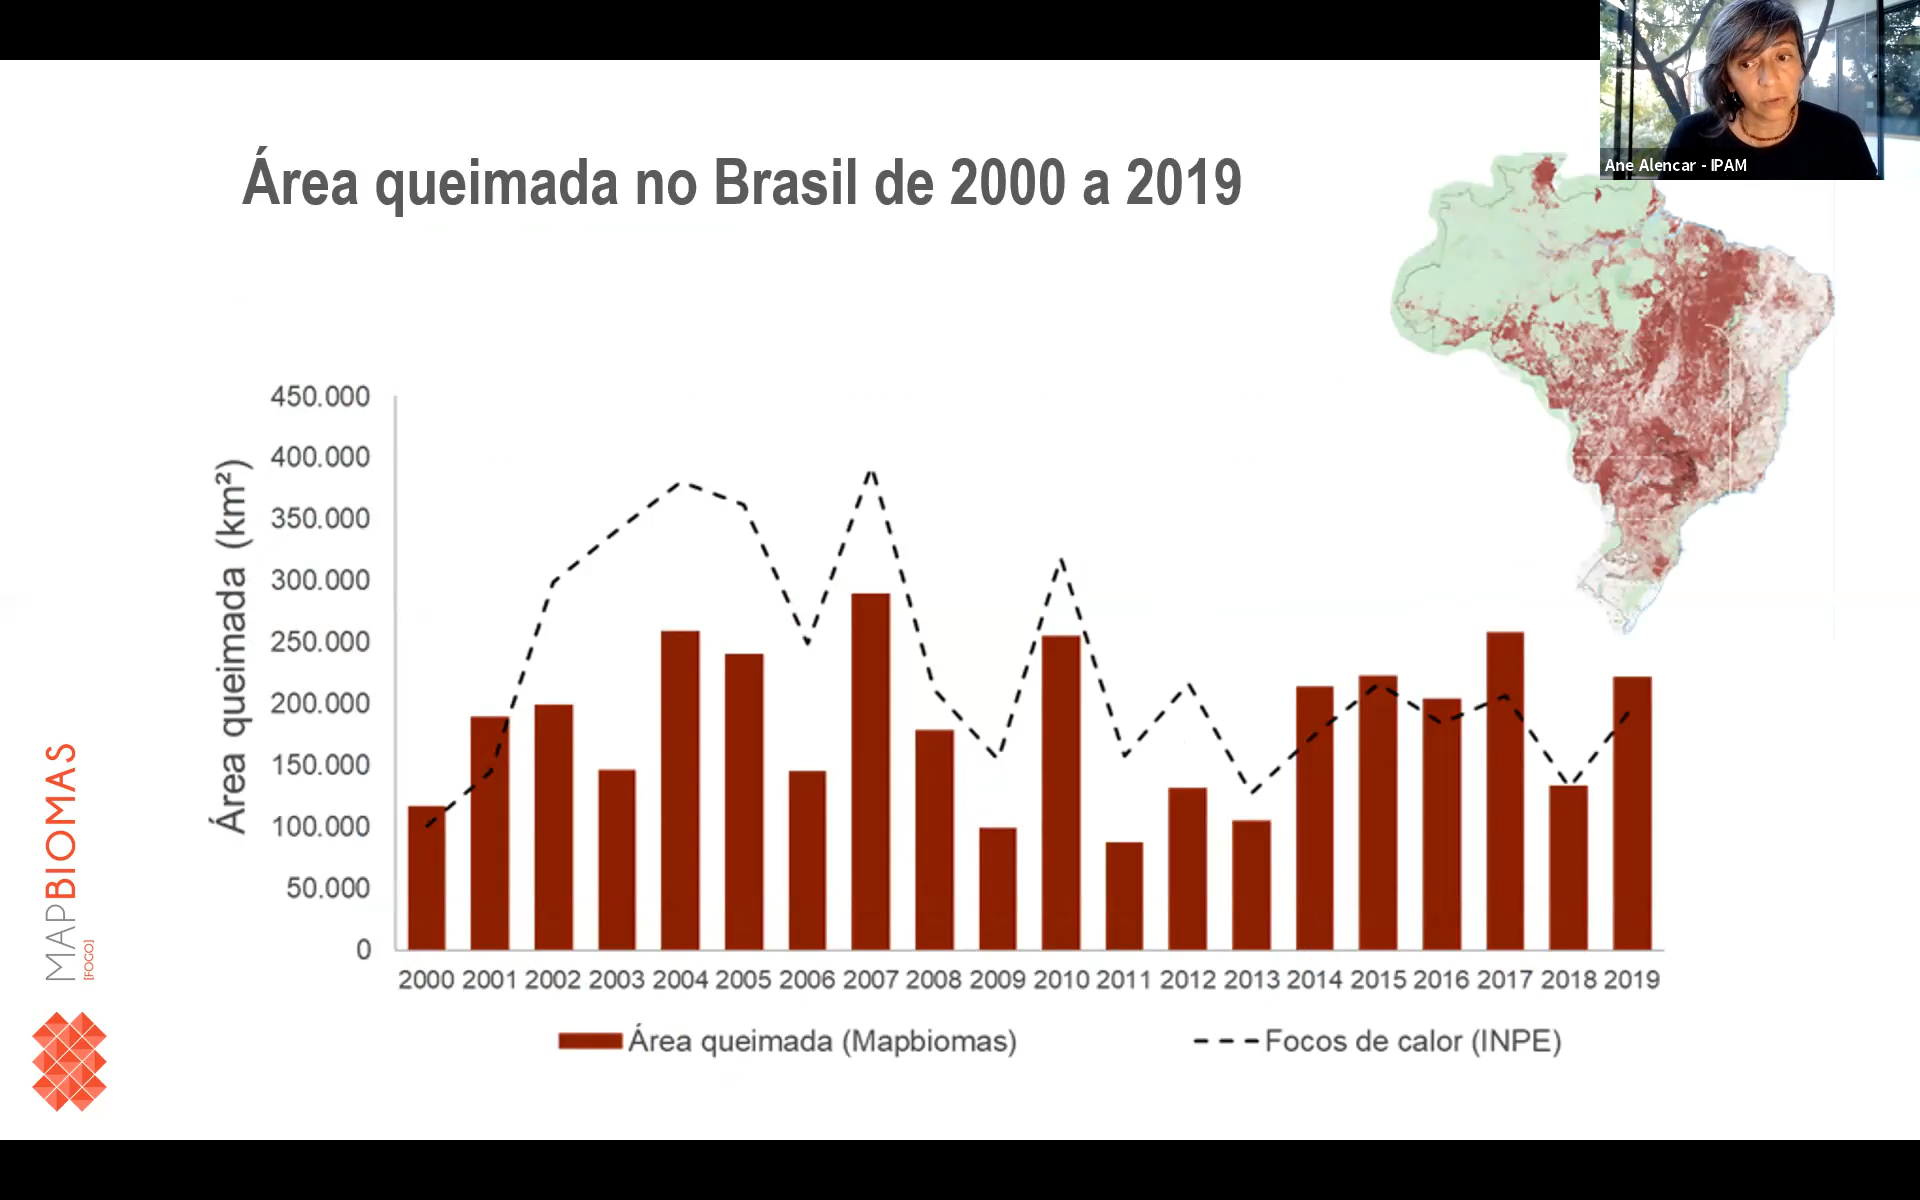 Ane Alencar - IPAM
Área queimada no Brasil de 2000 a 2019
Área queimada (km²)
450.000
400.000
350.000
300.000
250.000
200.000
150.000
100.000
50.000
0
2000 2001 2002 2003 2004 2005 2006 2007 2008 2009 2010 2011 2012 2013 2014 2015 2016 2017 2018 2019
Área queimada (Mapbiomas) Focos de calor (INPE)
MAPBIOMAS
[FOGO]